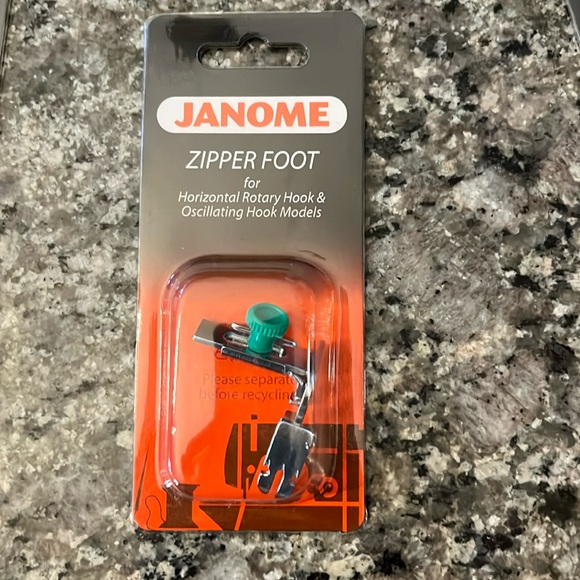 JANOME
ZIPPER FOOT
for
Horizontal Rotary Hook &
Oscillating Hook Models
Please separate
before recycling